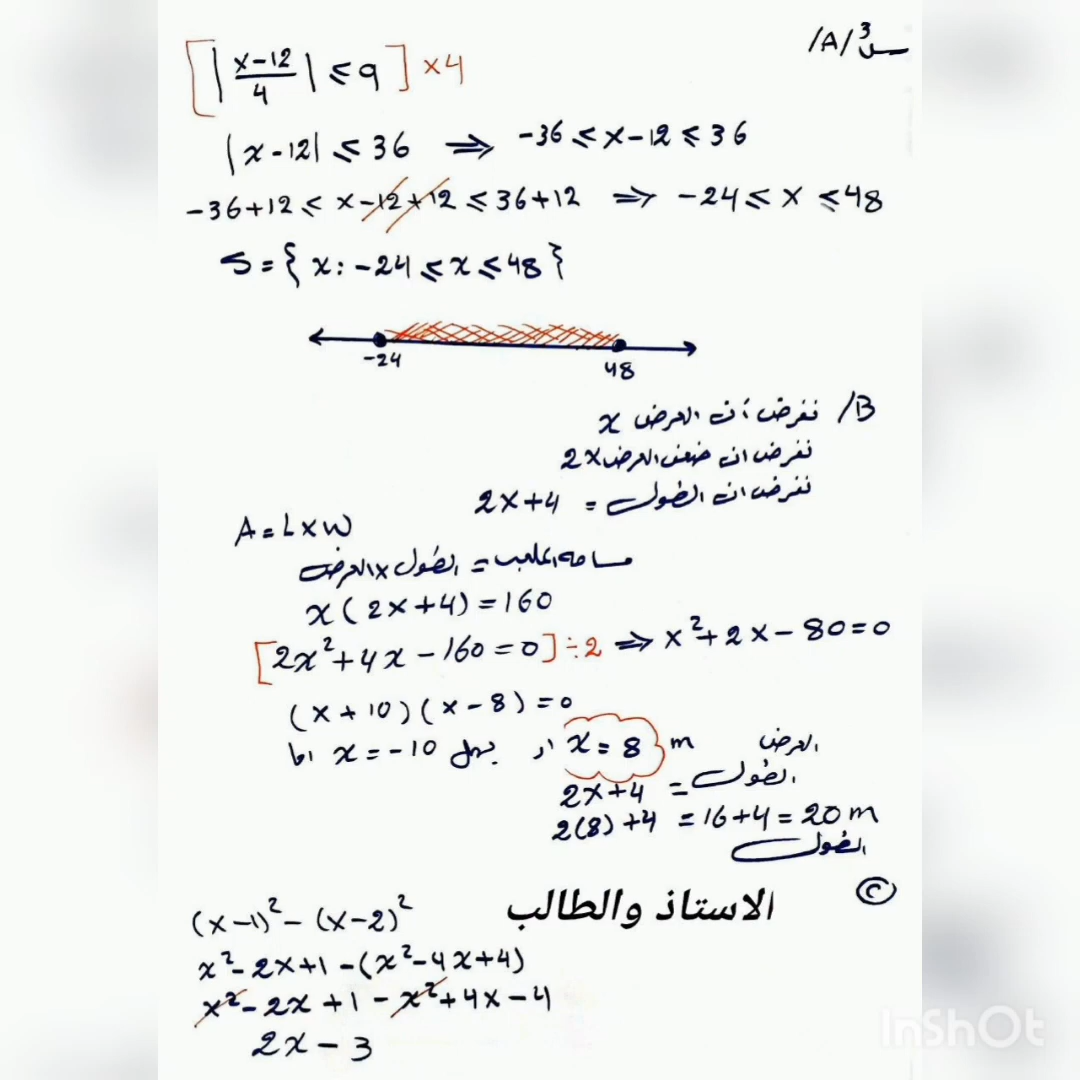 س3 /A/
[|x-12/4| ≤ 9] ×4
|x-12| ≤ 36 ⇒ -36 ≤ x-12 ≤ 36
-36+12 ≤ x-12+12 ≤ 36+12 ⇒ -24 ≤ x ≤ 48
S = { x : -24 ≤ x ≤ 48 }
-24 48
B/ نفرض أن العرض x
نفرض ان ضعف العرض 2x
نفرض ان الطول = 2x+4
A = L × W
مساحة الملعب = الطول × العرض
x ( 2x+4 ) = 160
[2x²+4x-160=0] ÷2 ⇒ x²+2x-80=0
(x+10)(x-8)=0
اما x=-10 يهمل او x=8 m العرض
الطول = 2x+4
2(8)+4 = 16+4 = 20 m
الطول
C
الاستاذ والطالب
(x-1)² - (x-2)²
x²-2x+1-(x²-4x+4)
x²-2x+1-x²+4x-4
2x-3
InShOt